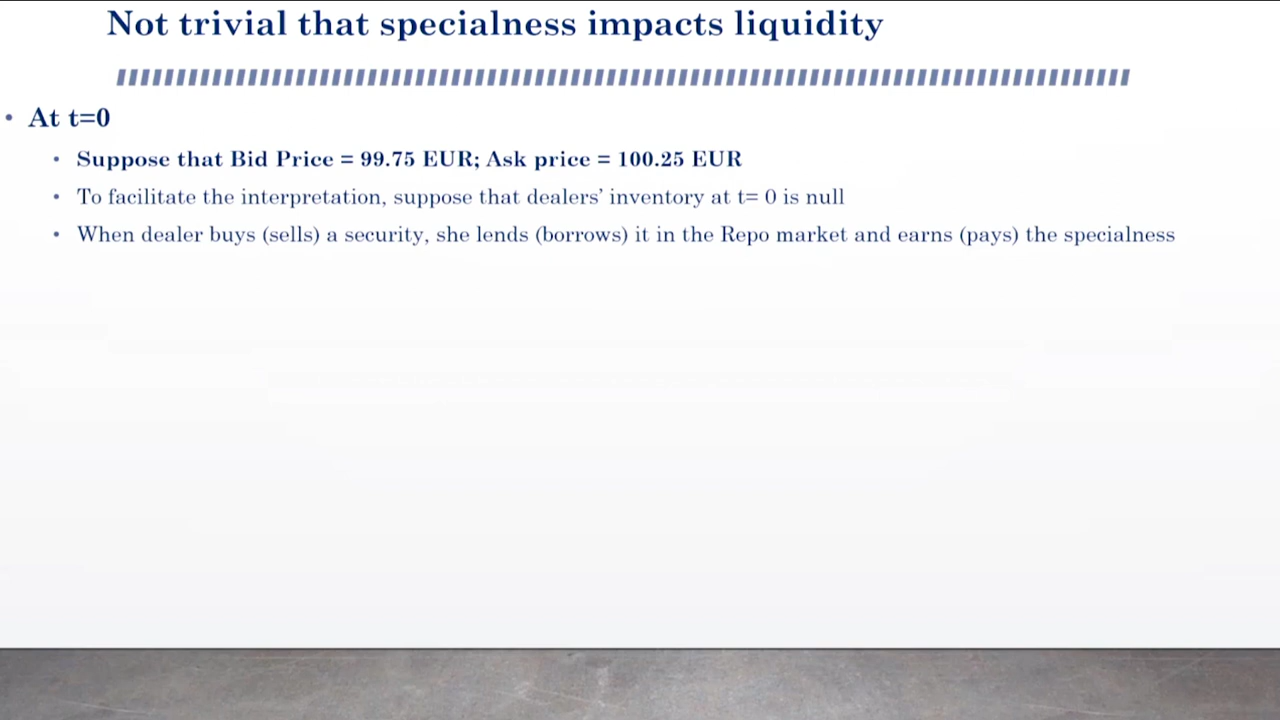 Not trivial that specialness impacts liquidity
• At t=0
• Suppose that Bid Price = 99.75 EUR; Ask price = 100.25 EUR
• To facilitate the interpretation, suppose that dealers’ inventory at t= 0 is null
• When dealer buys (sells) a security, she lends (borrows) it in the Repo market and earns (pays) the specialness